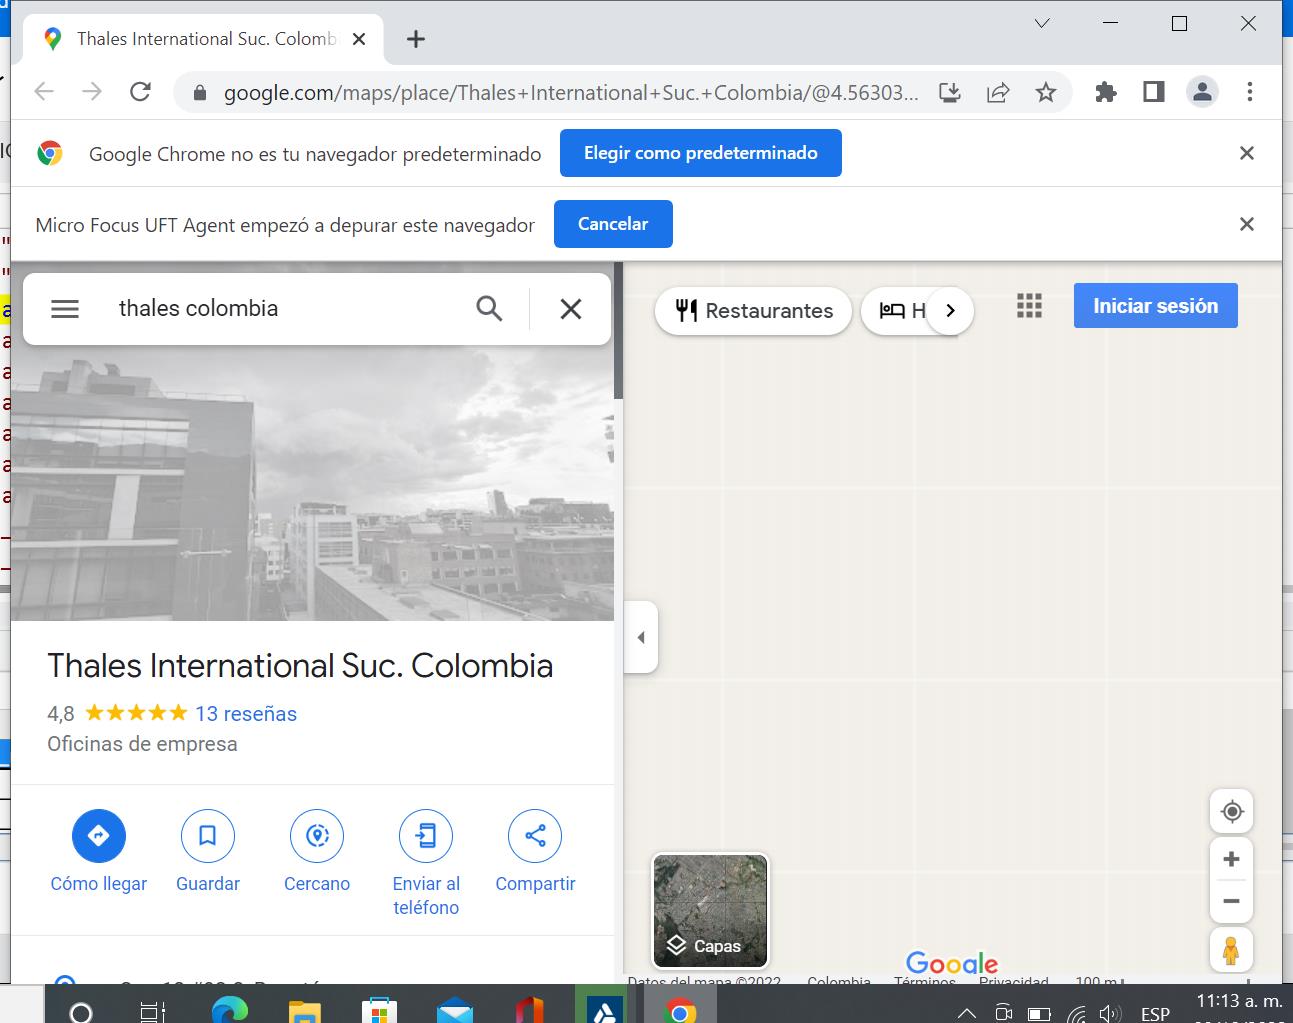 Thales International Suc. Colomb
google.com/maps/place/Thales+International+Suc.+Colombia/@4.56303...
Google Chrome no es tu navegador predeterminado
Elegir como predeterminado
Micro Focus UFT Agent empezó a depurar este navegador
Cancelar
thales colombia
Restaurantes
H
Iniciar sesión
Thales International Suc. Colombia
4,8
13 reseñas
Oficinas de empresa
Cómo llegar
Guardar
Cercano
Enviar al
teléfono
Compartir
Capas
Google
Datos del mapa ©2022
Colombia
Términos
Privacidad
100 m
11:13 a. m.
ESP